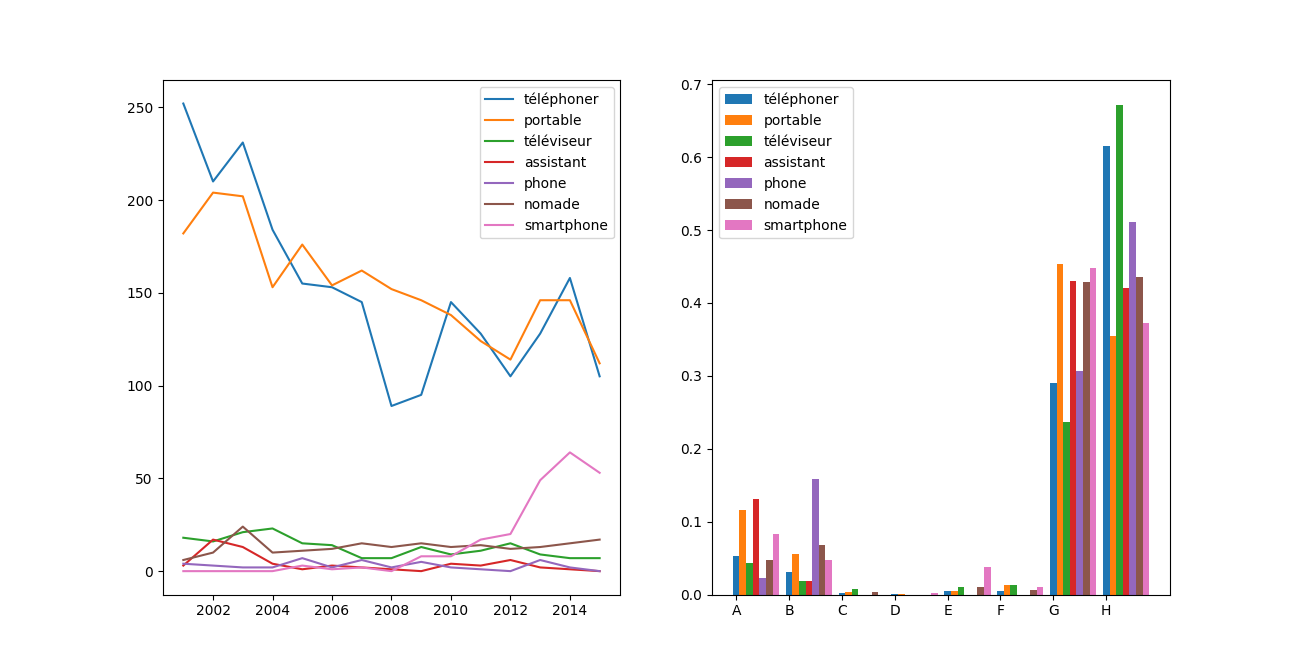 250
200
150
100
50
0
2002 2004 2006 2008 2010 2012 2014
téléphoner
portable
téléviseur
assistant
phone
nomade
smartphone
0.7
0.6
0.5
0.4
0.3
0.2
0.1
0.0
A B C D E F G H
téléphoner
portable
téléviseur
assistant
phone
nomade
smartphone